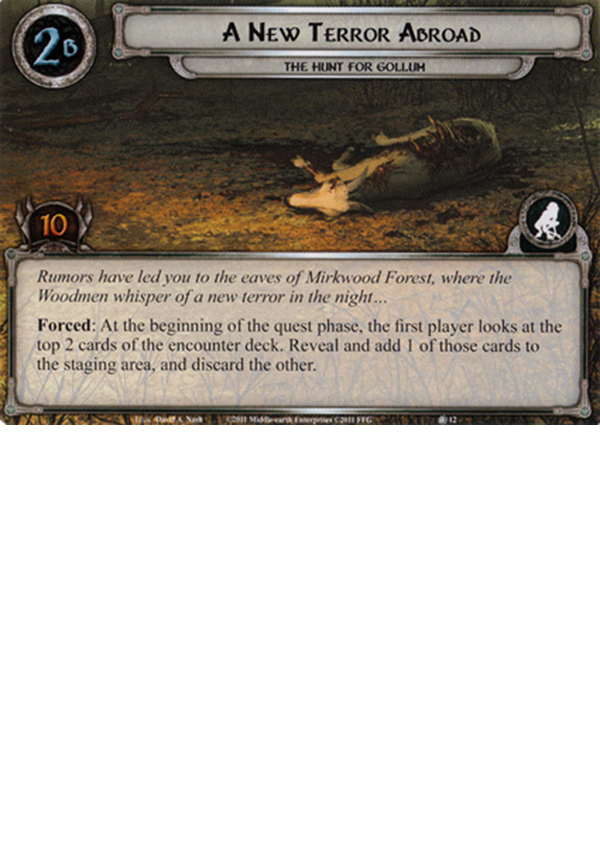 2B
A New Terror Abroad
The Hunt for Gollum
10
Rumors have led you to the eaves of Mirkwood Forest, where the
Woodmen whisper of a new terror in the night…
Forced: At the beginning of the quest phase, the first player looks at the
top 2 cards of the encounter deck. Reveal and add 1 of those cards to
the staging area, and discard the other.
Illus. David A. Nash ©2011 Middle-earth Enterprises ©2011 FFG 12